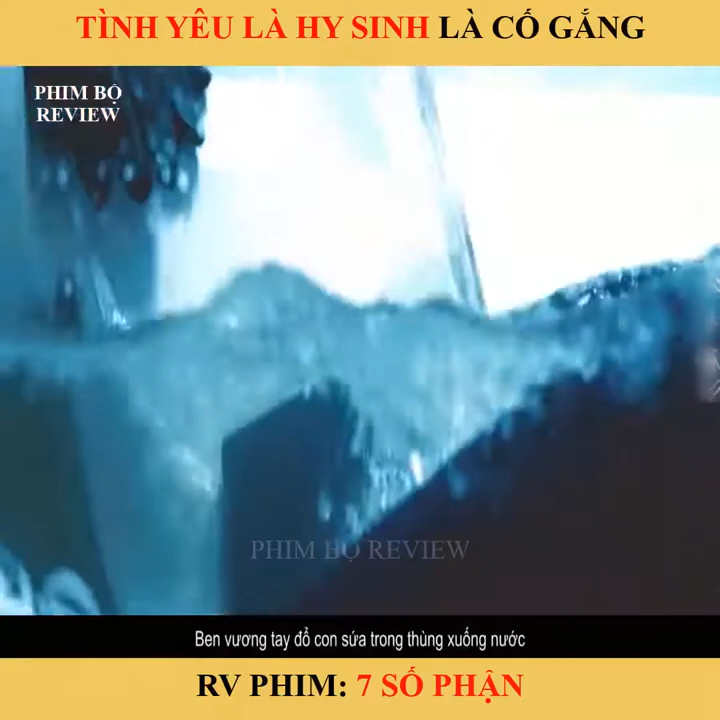 TÌNH YÊU LÀ HY SINH LÀ CỐ GẮNG
PHIM BỘ
REVIEW
PHIM BỘ REVIEW
Ben vương tay đổ con sứa trong thùng xuống nước
RV PHIM: 7 SỐ PHẬN